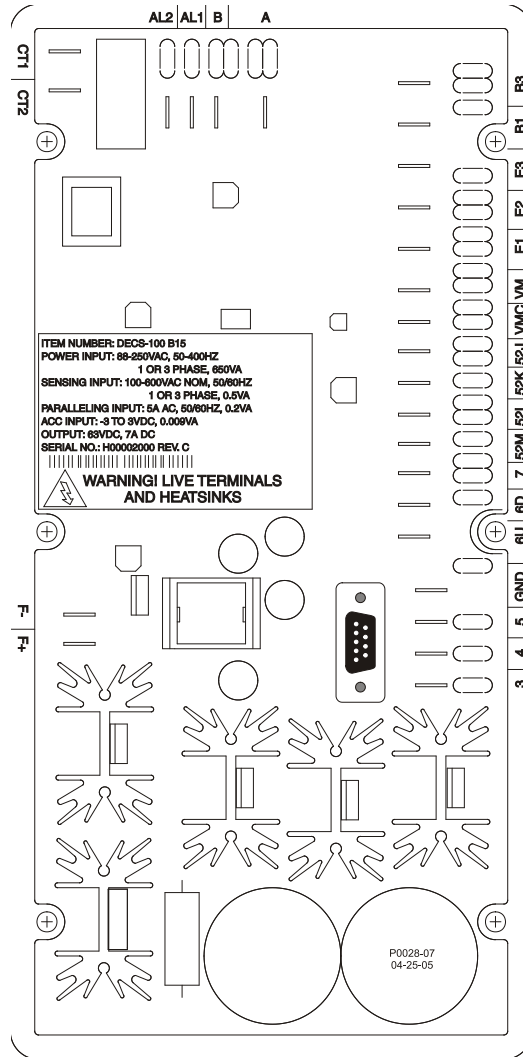 AL2 AL1 B A
CT1
CT2
B3
B1
E3
E2
E1
VM
VMC
52J
52K
52L
52M
7
6D
6U
GND
5
4
3
ITEM NUMBER: DECS-100 B15
POWER INPUT: 88-250VAC, 50-400HZ
1 OR 3 PHASE, 650VA
SENSING INPUT: 100-600VAC NOM, 50/60HZ
1 OR 3 PHASE, 0.5VA
PARALLELING INPUT: 5A AC, 50/60HZ, 0.2VA
ACC INPUT: -3 TO 3VDC, 0.009VA
OUTPUT: 63VDC, 7A DC
SERIAL NO.: H00002000 REV. C
WARNING! LIVE TERMINALS
AND HEATSINKS
F-
F+
P0028-07
04-25-05